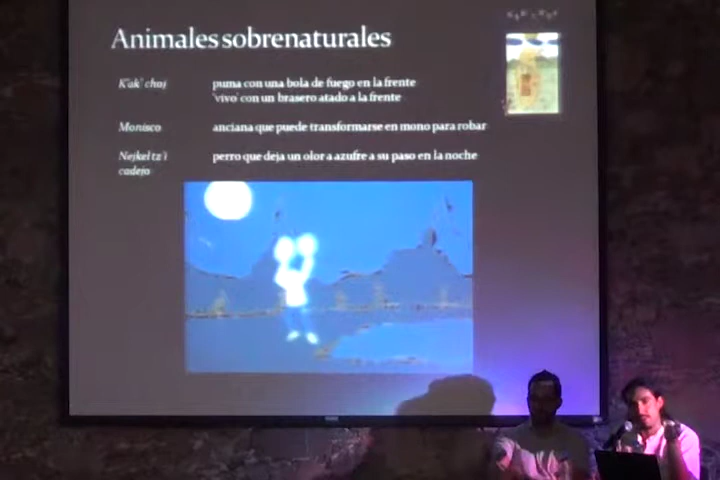 Animales sobrenaturales
K'ak' choj puma con una bola de fuego en la frente
'vivo' con un brasero atado a la frente
Monisco anciana que puede transformarse en mono para robar
Nejkel tz'i perro que deja un olor a azufre a su paso en la noche
cadejo